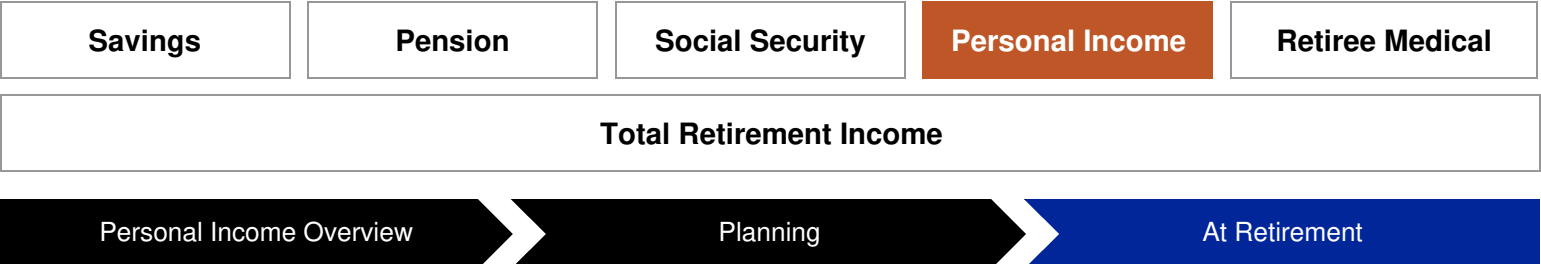 Savings Pension Social Security Personal Income Retiree Medical
Total Retirement Income
Personal Income Overview Planning At Retirement